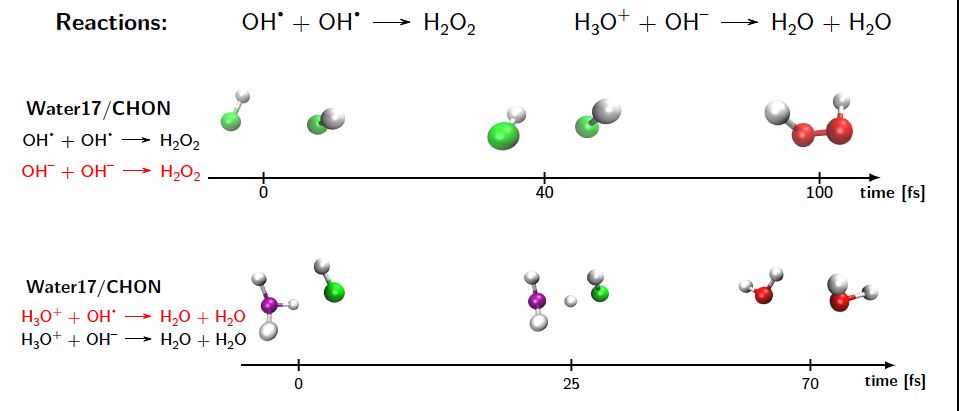 Reactions: OH• + OH• ⟶ H₂O₂ H₃O⁺ + OH⁻ ⟶ H₂O + H₂O
Water17/CHON
OH• + OH• ⟶ H₂O₂
OH⁻ + OH⁻ ⟶ H₂O₂
0 40 100 time [fs]
Water17/CHON
H₃O⁺ + OH• ⟶ H₂O + H₂O
H₃O⁺ + OH⁻ ⟶ H₂O + H₂O
0 25 70 time [fs]